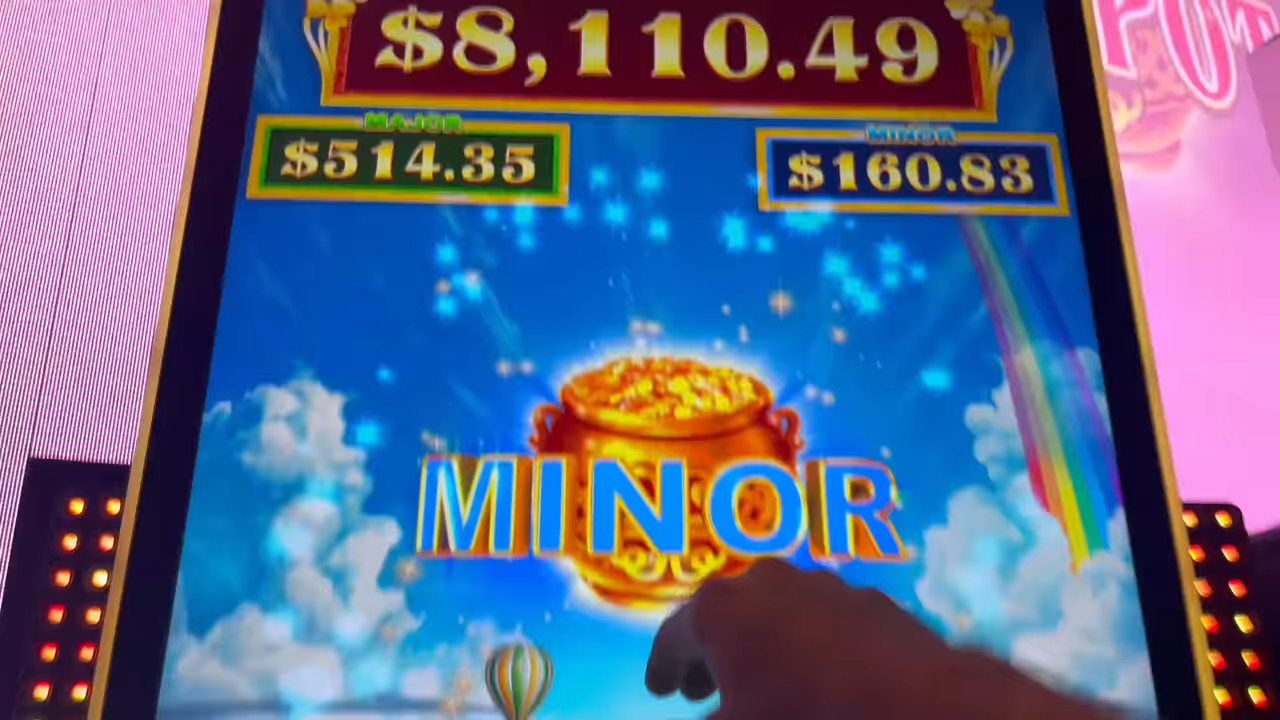 $8,110.49
MAJOR
$514.35
MINOR
$160.83
MINOR